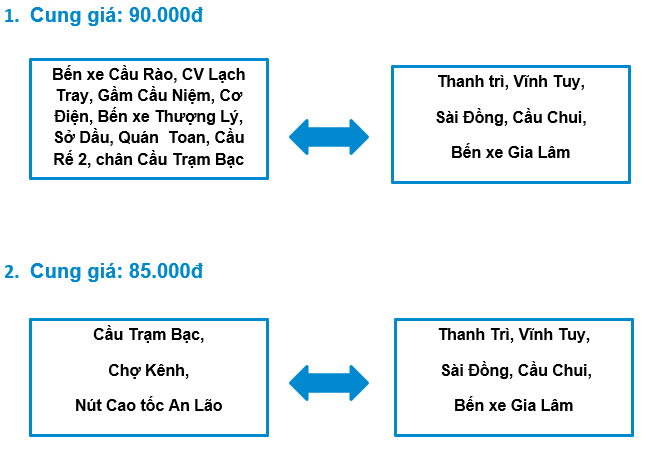 1. Cung giá: 90.000đ
Bến xe Cầu Rào, CV Lạch
Tray, Gầm Cầu Niệm, Cơ
Điện, Bến xe Thượng Lý,
Sở Dầu, Quán Toan, Cầu
Rế 2, chân Cầu Trạm Bạc
Thanh trì, Vĩnh Tuy,
Sài Đồng, Cầu Chui,
Bến xe Gia Lâm
2. Cung giá: 85.000đ
Cầu Trạm Bạc,
Chợ Kênh,
Nút Cao tốc An Lão
Thanh Trì, Vĩnh Tuy,
Sài Đồng, Cầu Chui,
Bến xe Gia Lâm